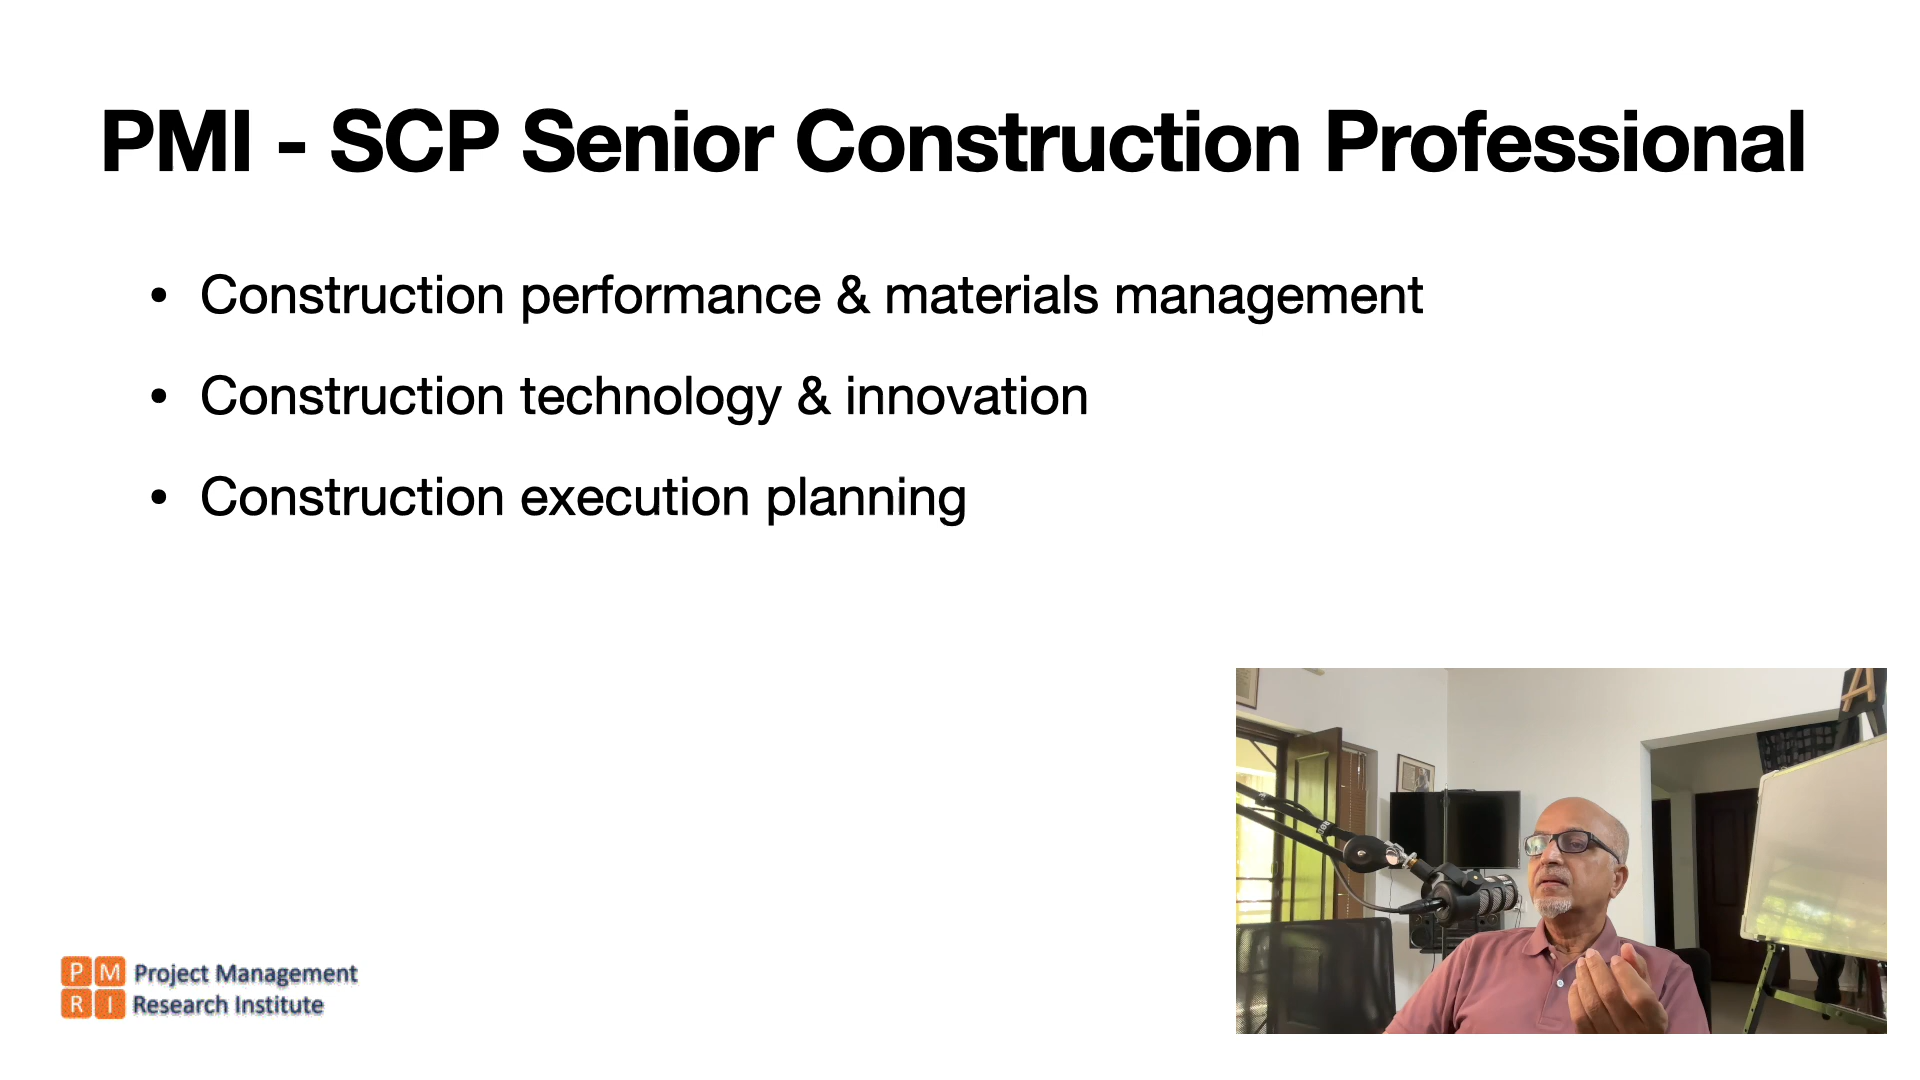 PMI - SCP Senior Construction Professional
• Construction performance & materials management
• Construction technology & innovation
• Construction execution planning
P M Project Management
R I Research Institute